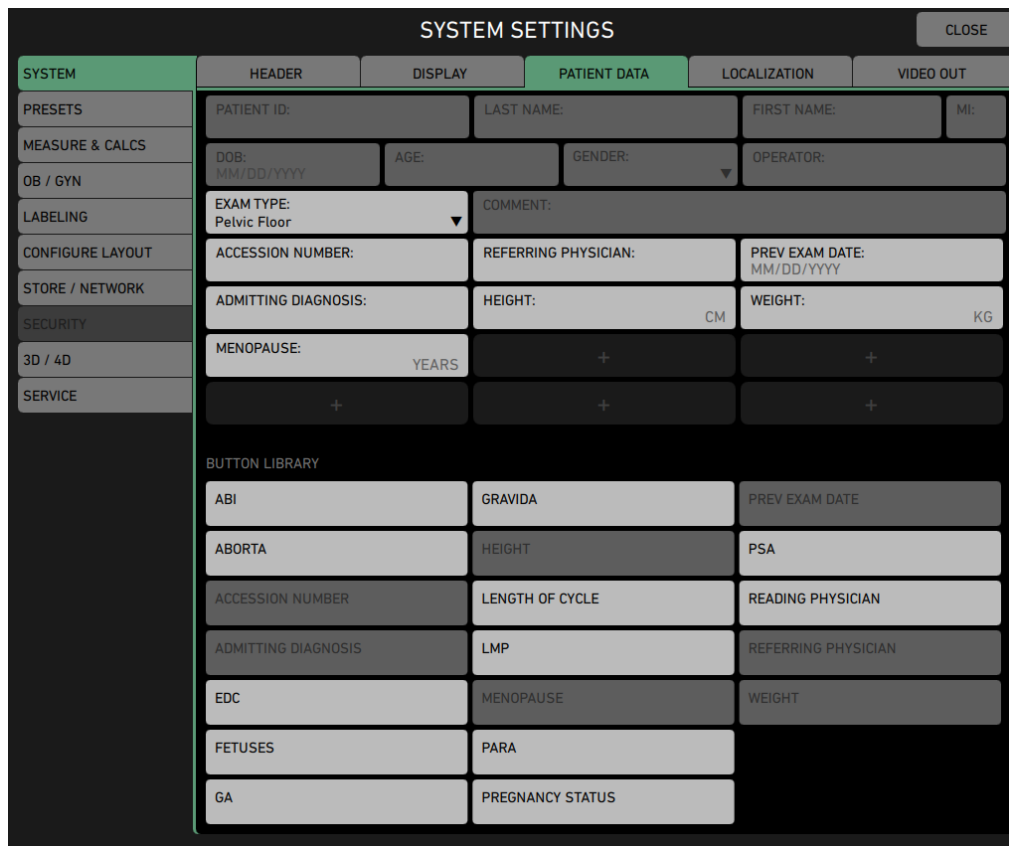 SYSTEM SETTINGS
CLOSE
SYSTEM
PRESETS
MEASURE & CALCS
OB / GYN
LABELING
CONFIGURE LAYOUT
STORE / NETWORK
SECURITY
3D / 4D
SERVICE
HEADER DISPLAY PATIENT DATA LOCALIZATION VIDEO OUT
PATIENT ID: LAST NAME: FIRST NAME: MI:
DOB: AGE: GENDER: OPERATOR:
MM/DD/YYYY
EXAM TYPE: COMMENT:
Pelvic Floor
ACCESSION NUMBER: REFERRING PHYSICIAN: PREV EXAM DATE:
MM/DD/YYYY
ADMITTING DIAGNOSIS: HEIGHT: WEIGHT:
CM KG
MENOPAUSE:
YEARS + +
+ + +
BUTTON LIBRARY
ABI GRAVIDA PREV EXAM DATE
ABORTA HEIGHT PSA
ACCESSION NUMBER LENGTH OF CYCLE READING PHYSICIAN
ADMITTING DIAGNOSIS LMP REFERRING PHYSICIAN
EDC MENOPAUSE WEIGHT
FETUSES PARA
GA PREGNANCY STATUS